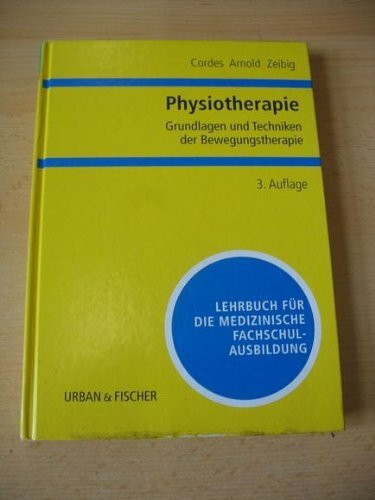 Cordes Arnold Zeibig
Physiotherapie
Grundlagen und Techniken
der Bewegungstherapie
3. Auflage
LEHRBUCH FÜR
DIE MEDIZINISCHE
FACHSCHUL-
AUSBILDUNG
URBAN & FISCHER